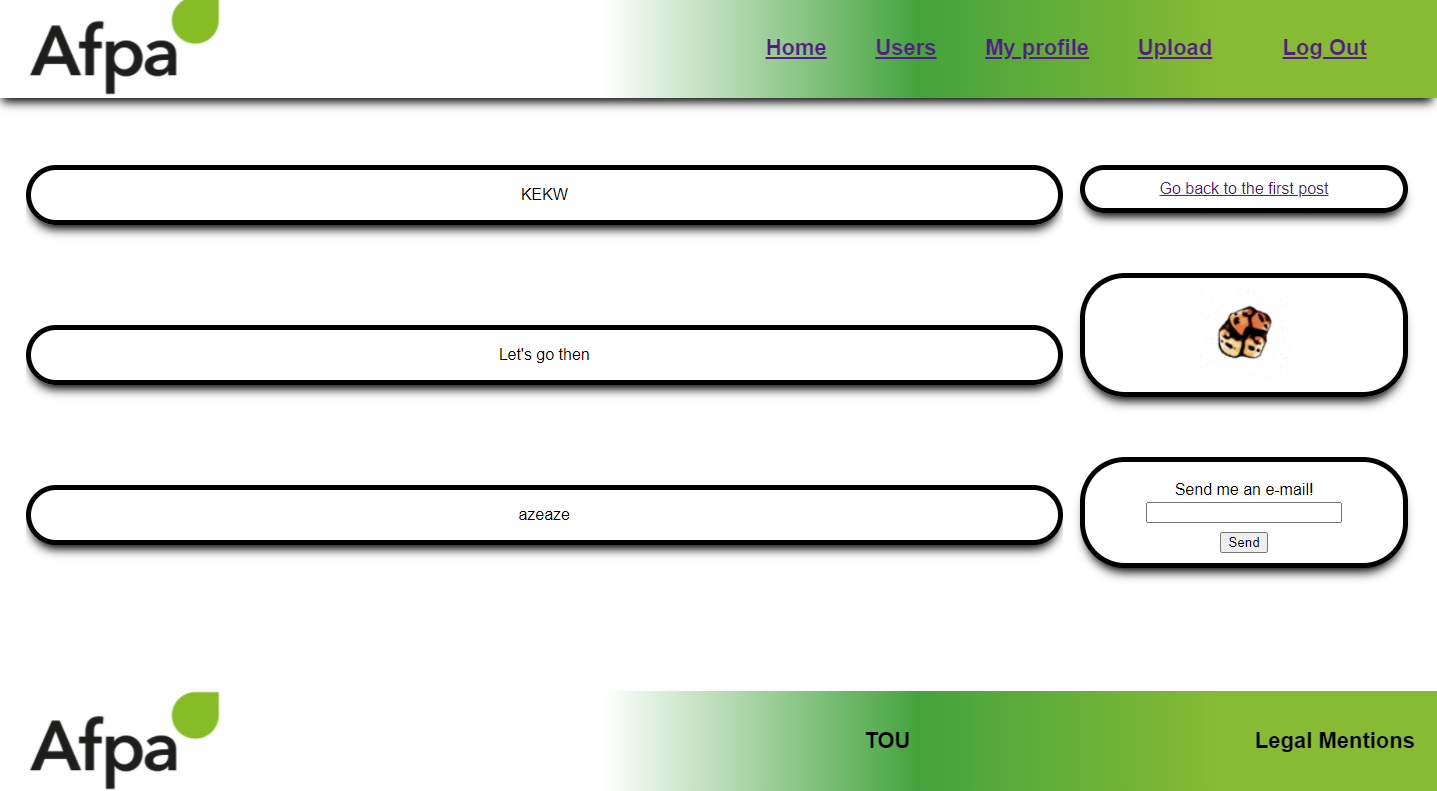 Afpa
Home Users My profile Upload Log Out
KEKW
Go back to the first post
Let's go then
azeaze
Send me an e-mail!
Send
Afpa
TOU Legal Mentions